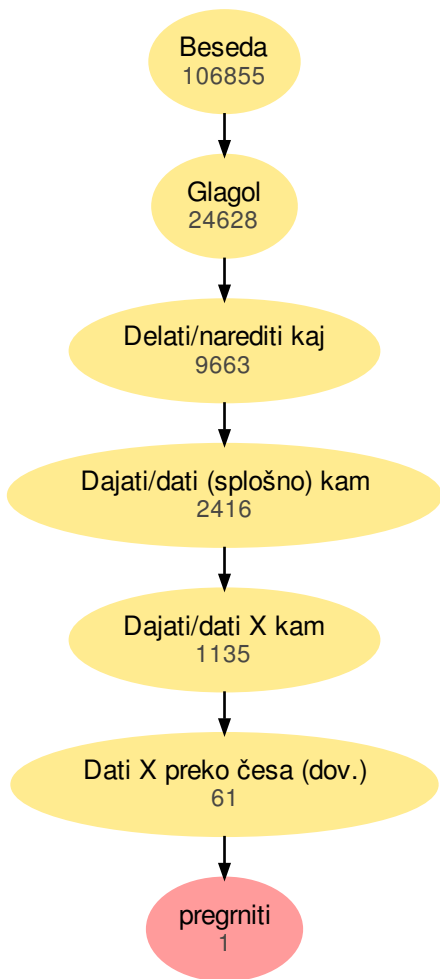 Beseda
106855
Glagol
24628
Delati/narediti kaj
9663
Dajati/dati (splošno) kam
2416
Dajati/dati X kam
1135
Dati X preko česa (dov.)
61
pregrniti
1